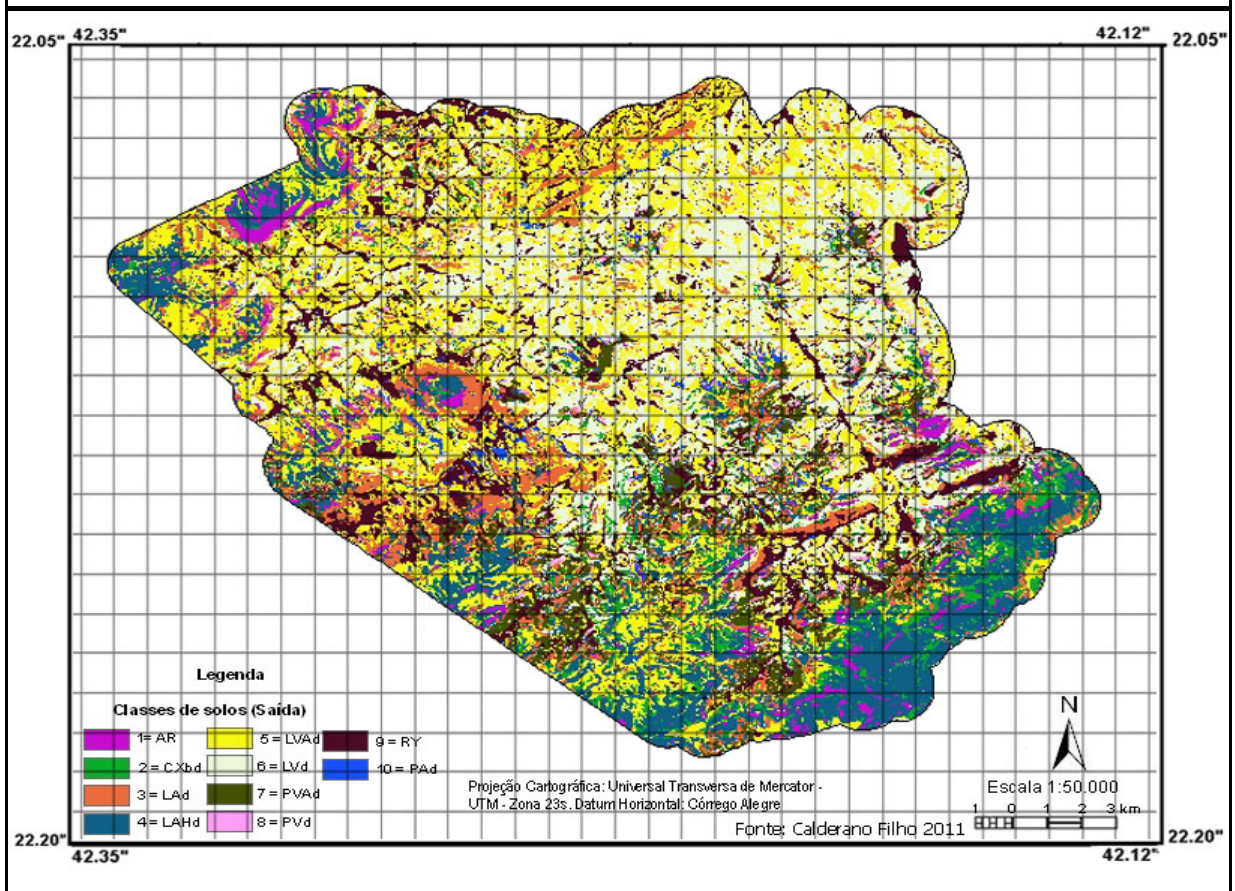 42.35" 42.12"
22.05" 22.05"
Legenda
Classes de solos (Saída)
1= AR 5 = LVAd 9 = RY
2 = CXbd 6 = LVd 10 = PAd
3 = LAd 7 = PVAd
4= LAHd 8 = PVd
Projeção Cartográfica: Universal Transversa de Mercator -
UTM - Zona 23s. Datum Horizontal: Córrego Alegre
Fonte: Calderano Filho 2011
N
Escala 1:50.000
1 0 1 2 3 km
22.20" 22.20"
42.35" 42.12"